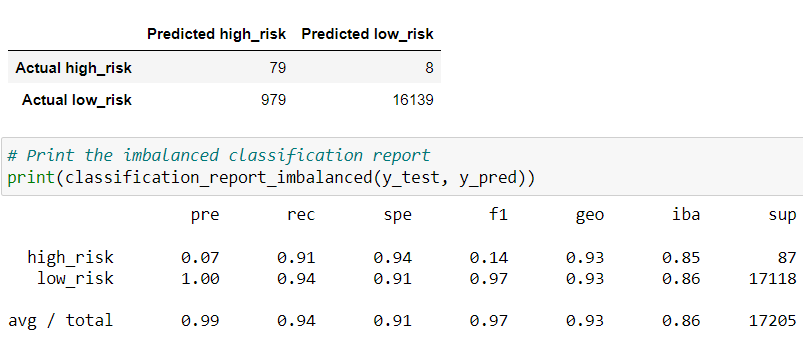 Predicted high_risk Predicted low_risk
Actual high_risk 79 8
Actual low_risk 979 16139
# Print the imbalanced classification report
print(classification_report_imbalanced(y_test, y_pred))
pre rec spe f1 geo iba sup
high_risk 0.07 0.91 0.94 0.14 0.93 0.85 87
low_risk 1.00 0.94 0.91 0.97 0.93 0.86 17118
avg / total 0.99 0.94 0.91 0.97 0.93 0.86 17205